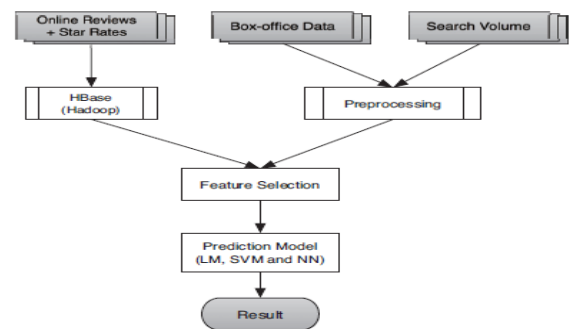 Online Reviews
+ Star Rates
Box-office Data
Search Volume
HBase
(Hadoop)
Preprocessing
Feature Selection
Prediction Model
(LM, SVM and NN)
Result